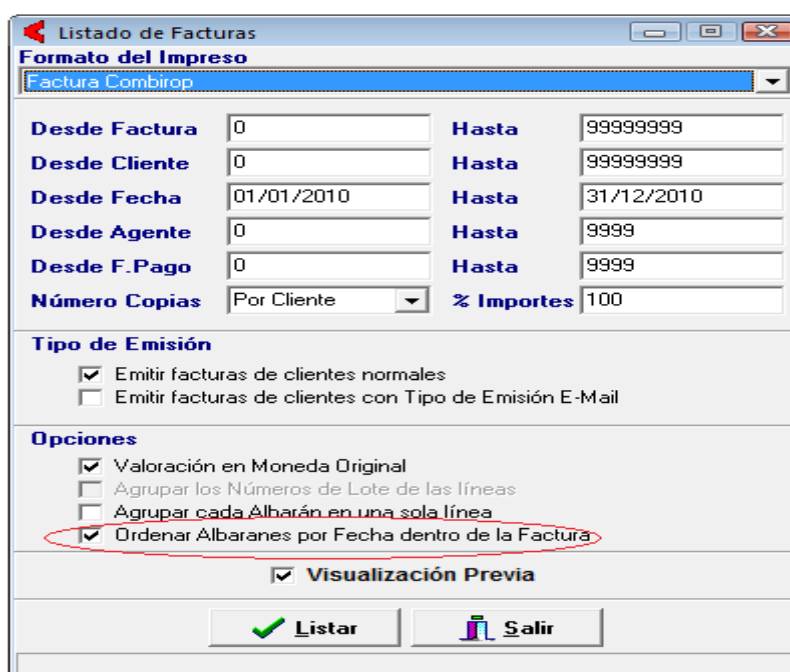 Listado de Facturas
Formato del Impreso
Factura Combirop
Desde Factura 0 Hasta 99999999
Desde Cliente 0 Hasta 99999999
Desde Fecha 01/01/2010 Hasta 31/12/2010
Desde Agente 0 Hasta 9999
Desde F.Pago 0 Hasta 9999
Número Copias Por Cliente % Importes 100
Tipo de Emisión
Emitir facturas de clientes normales
Emitir facturas de clientes con Tipo de Emisión E-Mail
Opciones
Valoración en Moneda Original
Agrupar los Números de Lote de las líneas
Agrupar cada Albarán en una sola línea
Ordenar Albaranes por Fecha dentro de la Factura
Visualización Previa
Listar Salir